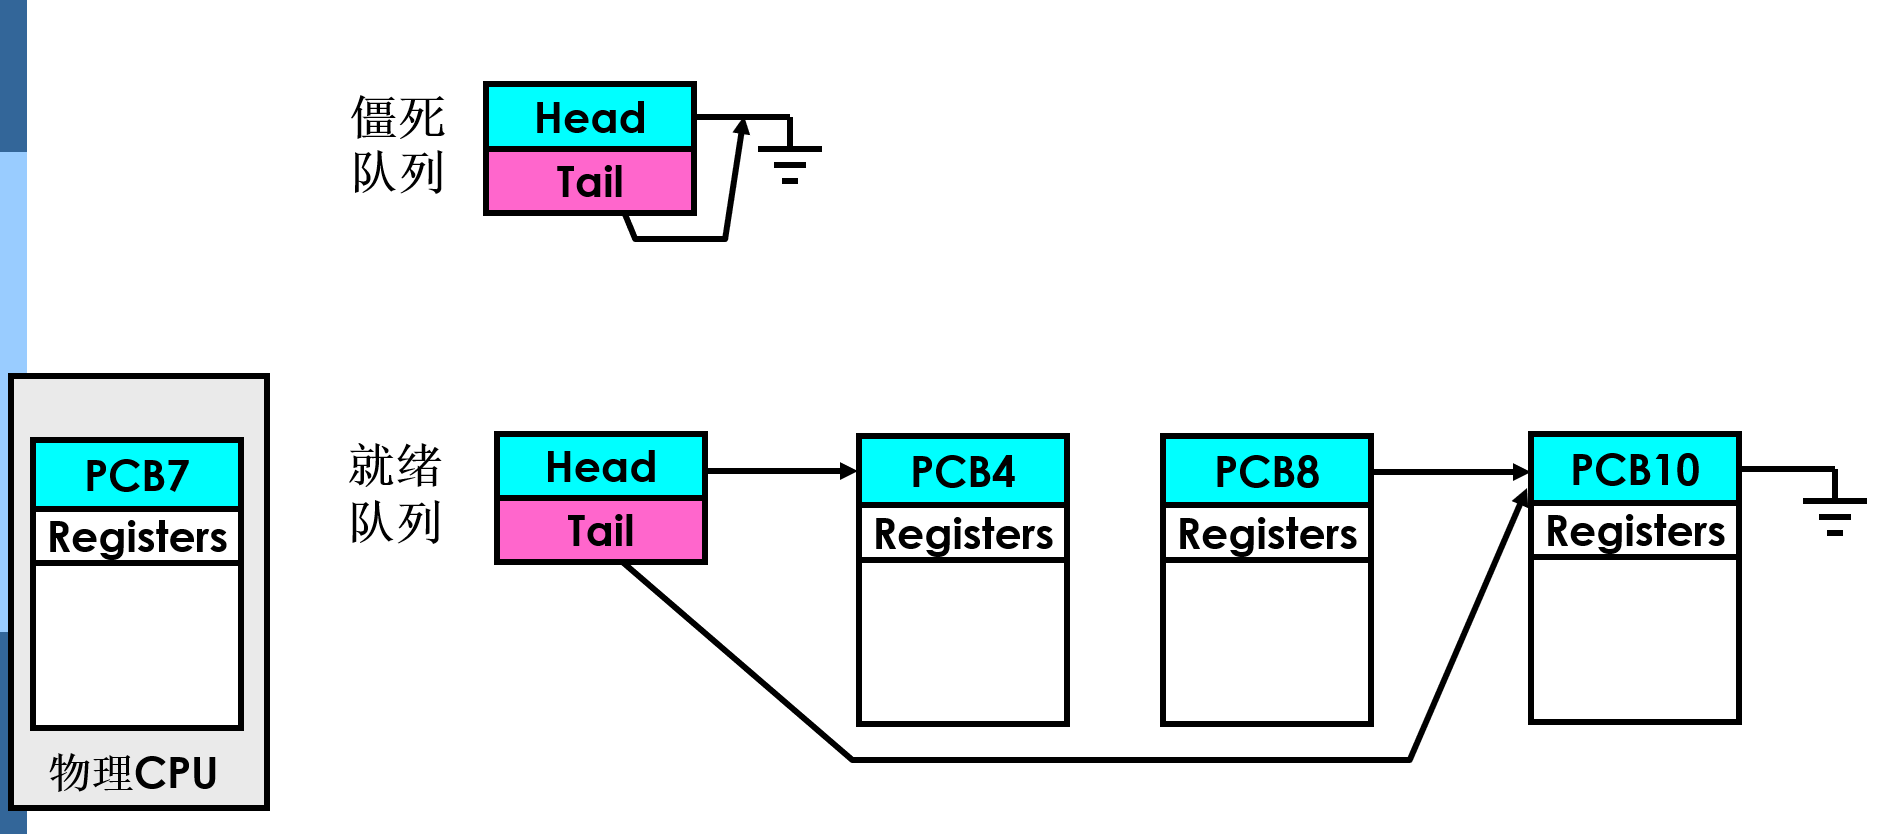 僵死
队列
Head
Tail
PCB7
Registers
物理CPU
就绪
队列
Head
Tail
PCB4
Registers
PCB8
Registers
PCB10
Registers